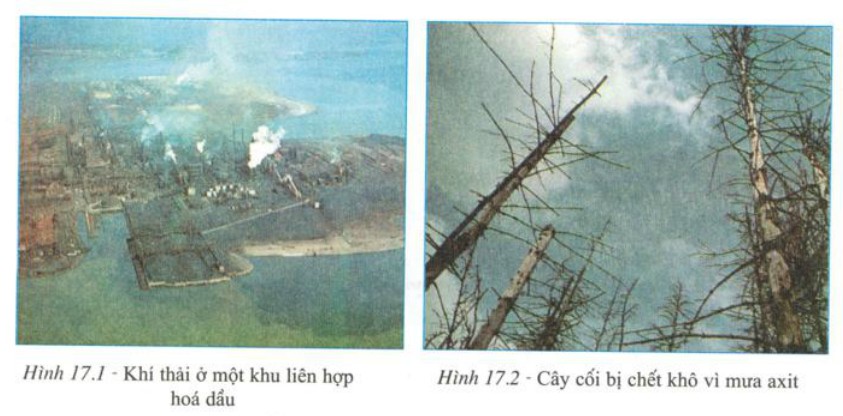 Hình 17.1 - Khí thải ở một khu liên hợp
hoá dầu
Hình 17.2 - Cây cối bị chết khô vì mưa axit